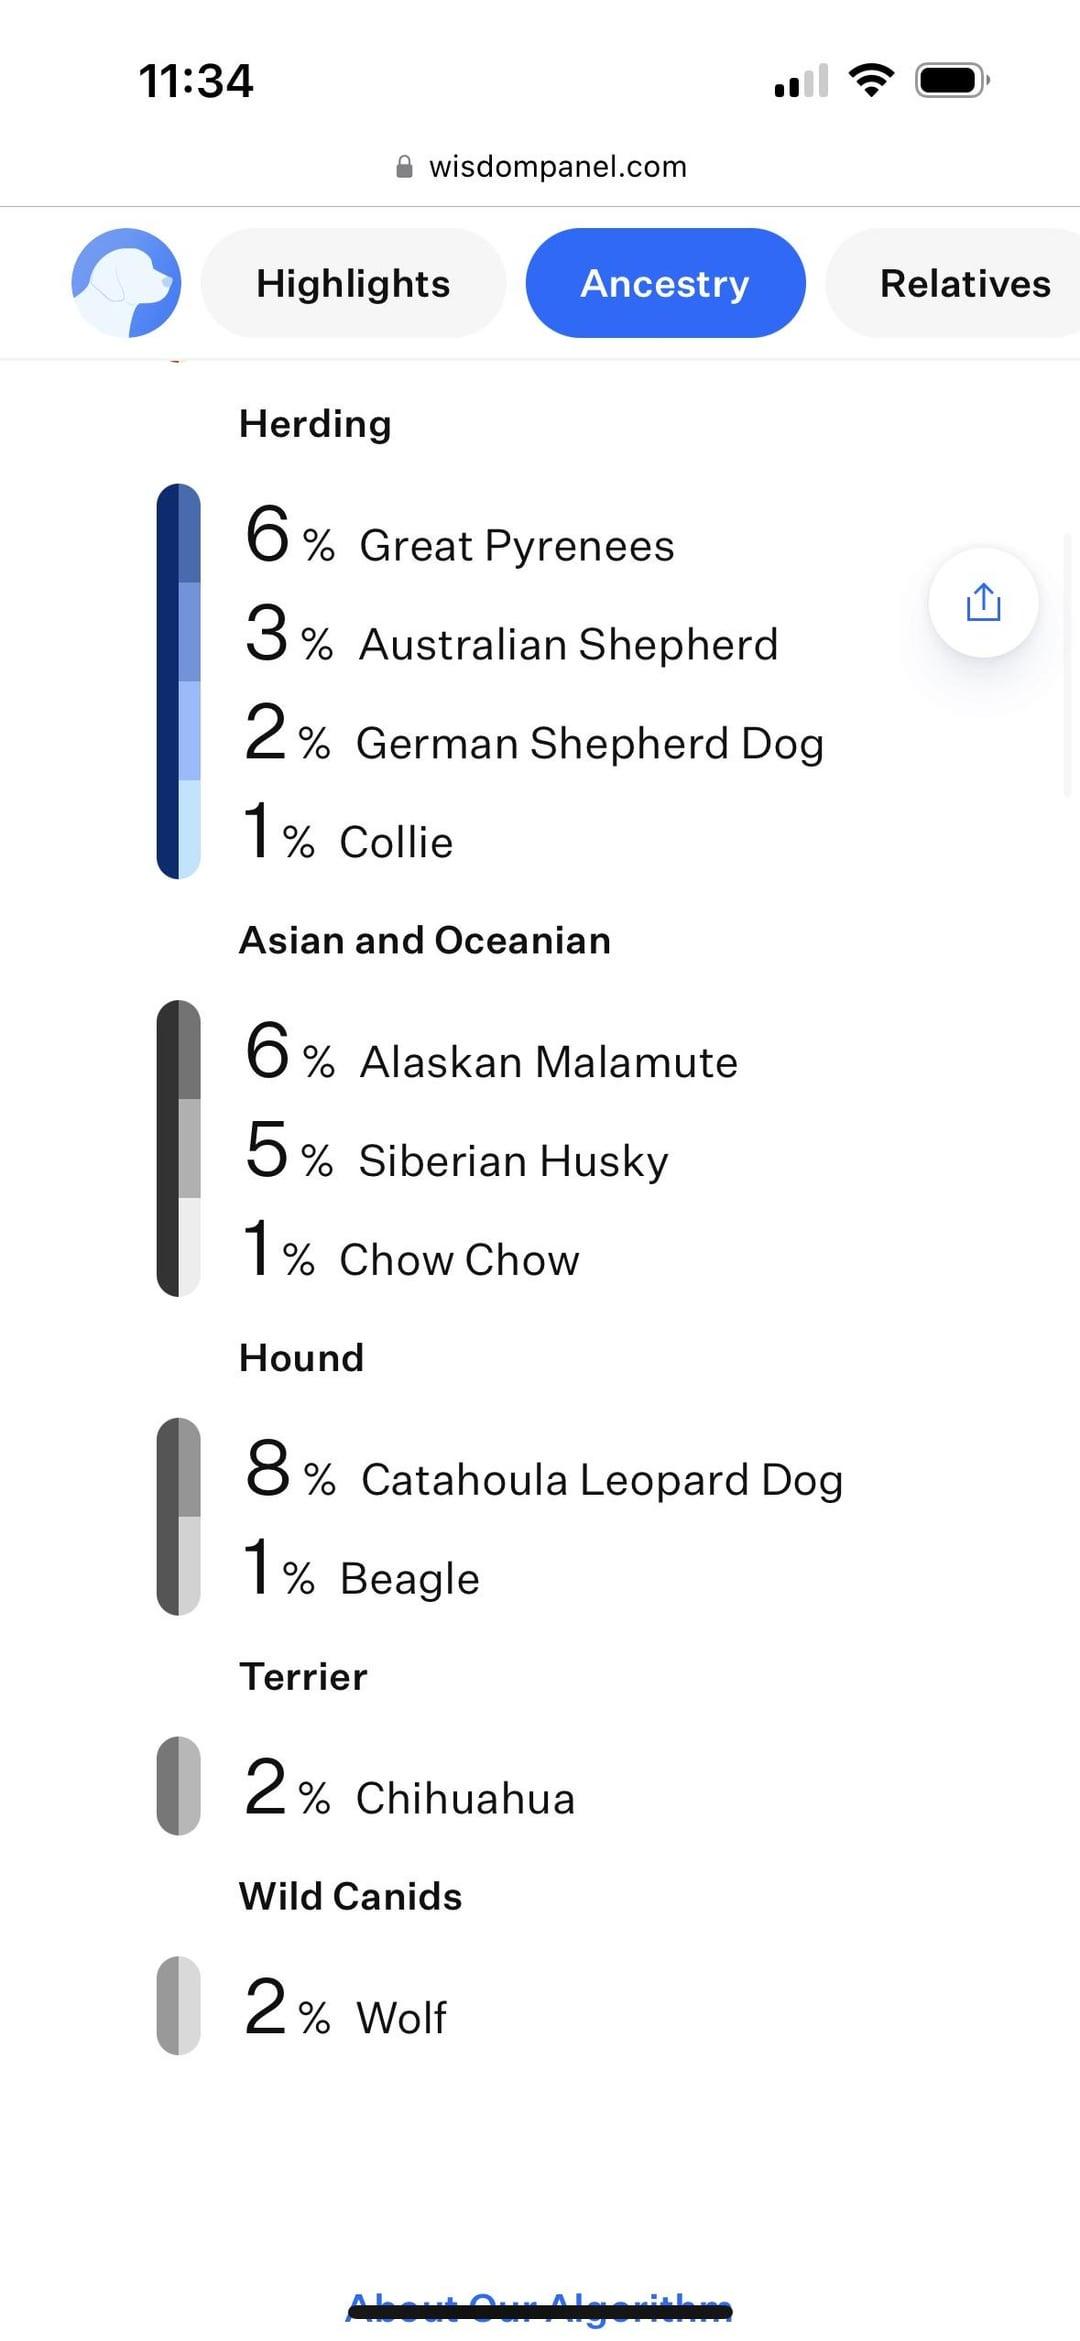 11:34
wisdompanel.com
Highlights Ancestry Relatives
Herding
6 % Great Pyrenees
3 % Australian Shepherd
2 % German Shepherd Dog
1 % Collie
Asian and Oceanian
6 % Alaskan Malamute
5 % Siberian Husky
1 % Chow Chow
Hound
8 % Catahoula Leopard Dog
1 % Beagle
Terrier
2 % Chihuahua
Wild Canids
2 % Wolf
About Our Algorithm